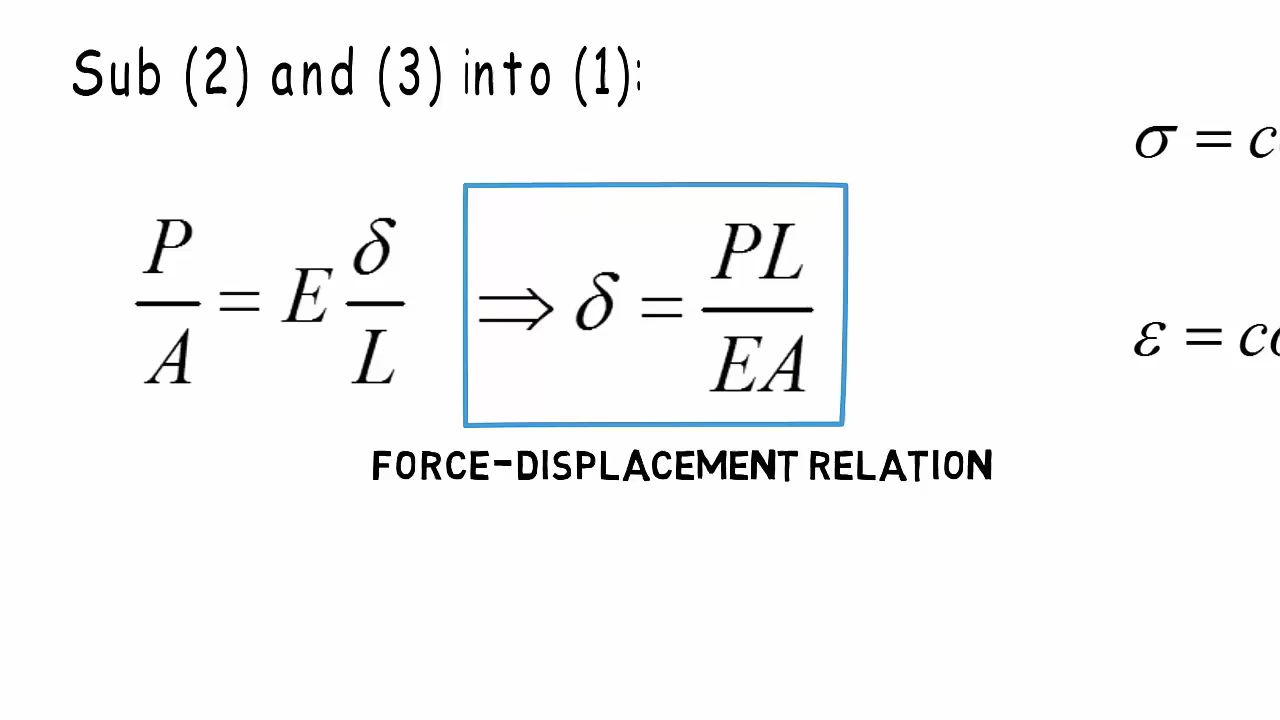 Sub (2) and (3) into (1):
P/A = E δ/L ⇒ δ = PL/EA
σ = c
ε = c
FORCE-DISPLACEMENT RELATION